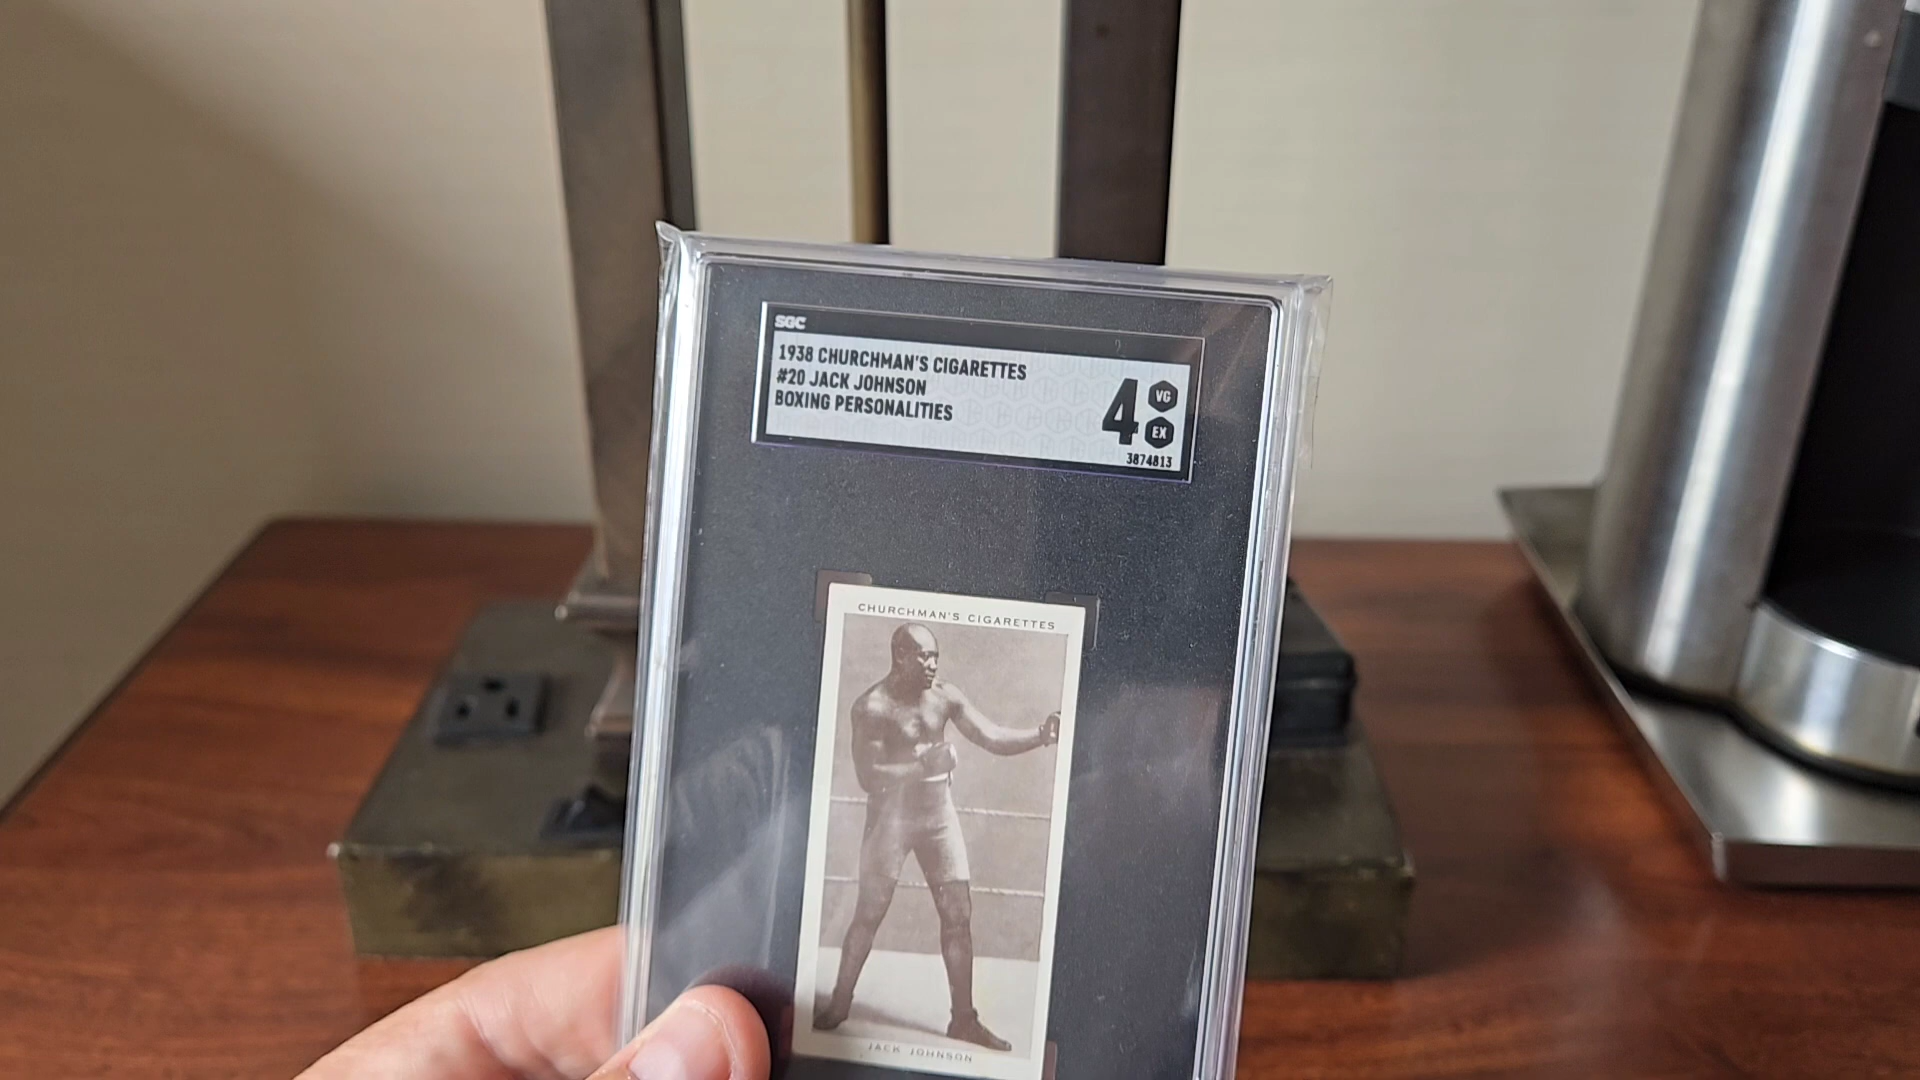 SGC
1938 CHURCHMAN'S CIGARETTES
#20 JACK JOHNSON
BOXING PERSONALITIES
4 VG
EX
3874813
CHURCHMAN'S CIGARETTES
JACK JOHNSON